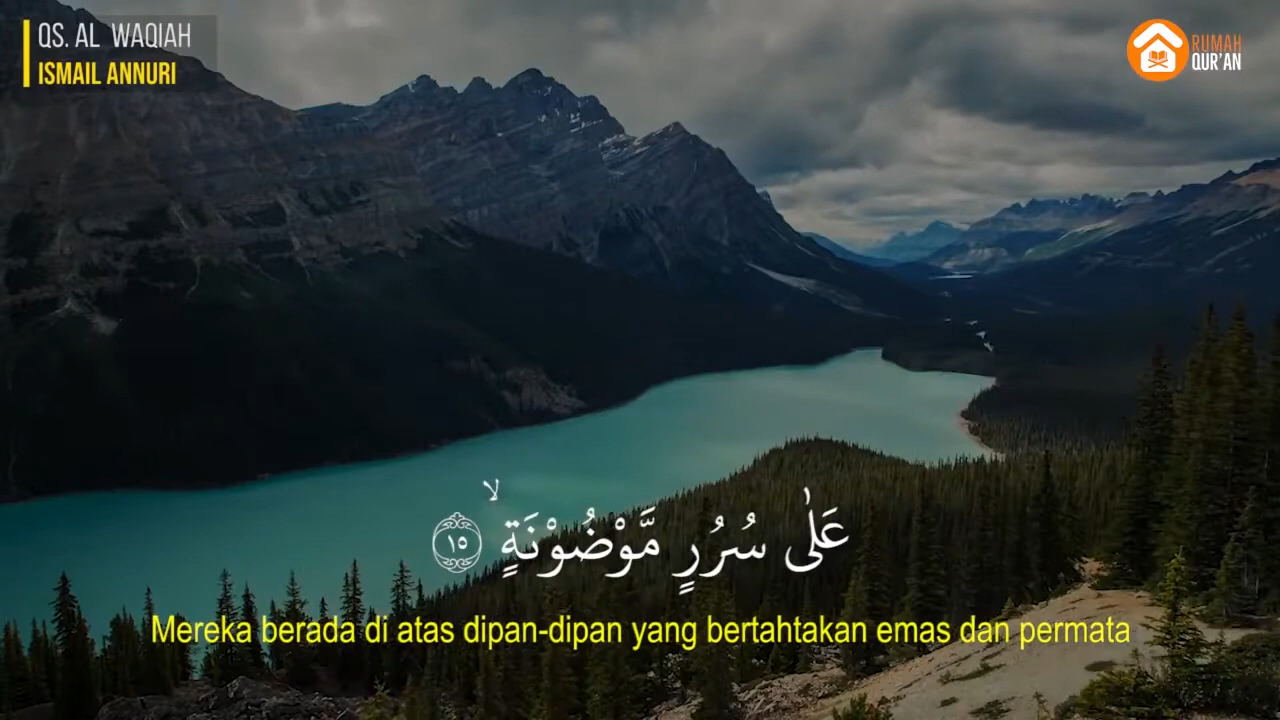 QS. AL WAQIAH
ISMAIL ANNURI
RUMAH
QUR'AN
عَلٰى سُرُرٍ مَّوْضُوْنَةٍۙ ۝١٥
Mereka berada di atas dipan-dipan yang bertahtakan emas dan permata